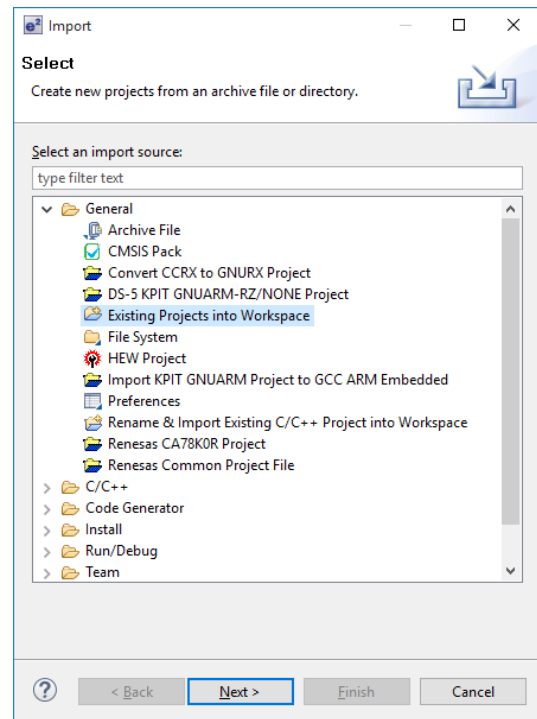 e² Import
Select
Create new projects from an archive file or directory.
Select an import source:
type filter text
General
Archive File
CMSIS Pack
Convert CCRX to GNURX Project
DS-5 KPIT GNUARM-RZ/NONE Project
Existing Projects into Workspace
File System
HEW Project
Import KPIT GNUARM Project to GCC ARM Embedded
Preferences
Rename & Import Existing C/C++ Project into Workspace
Renesas CA78K0R Project
Renesas Common Project File
C/C++
Code Generator
Install
Run/Debug
Team
? < Back Next > Finish Cancel